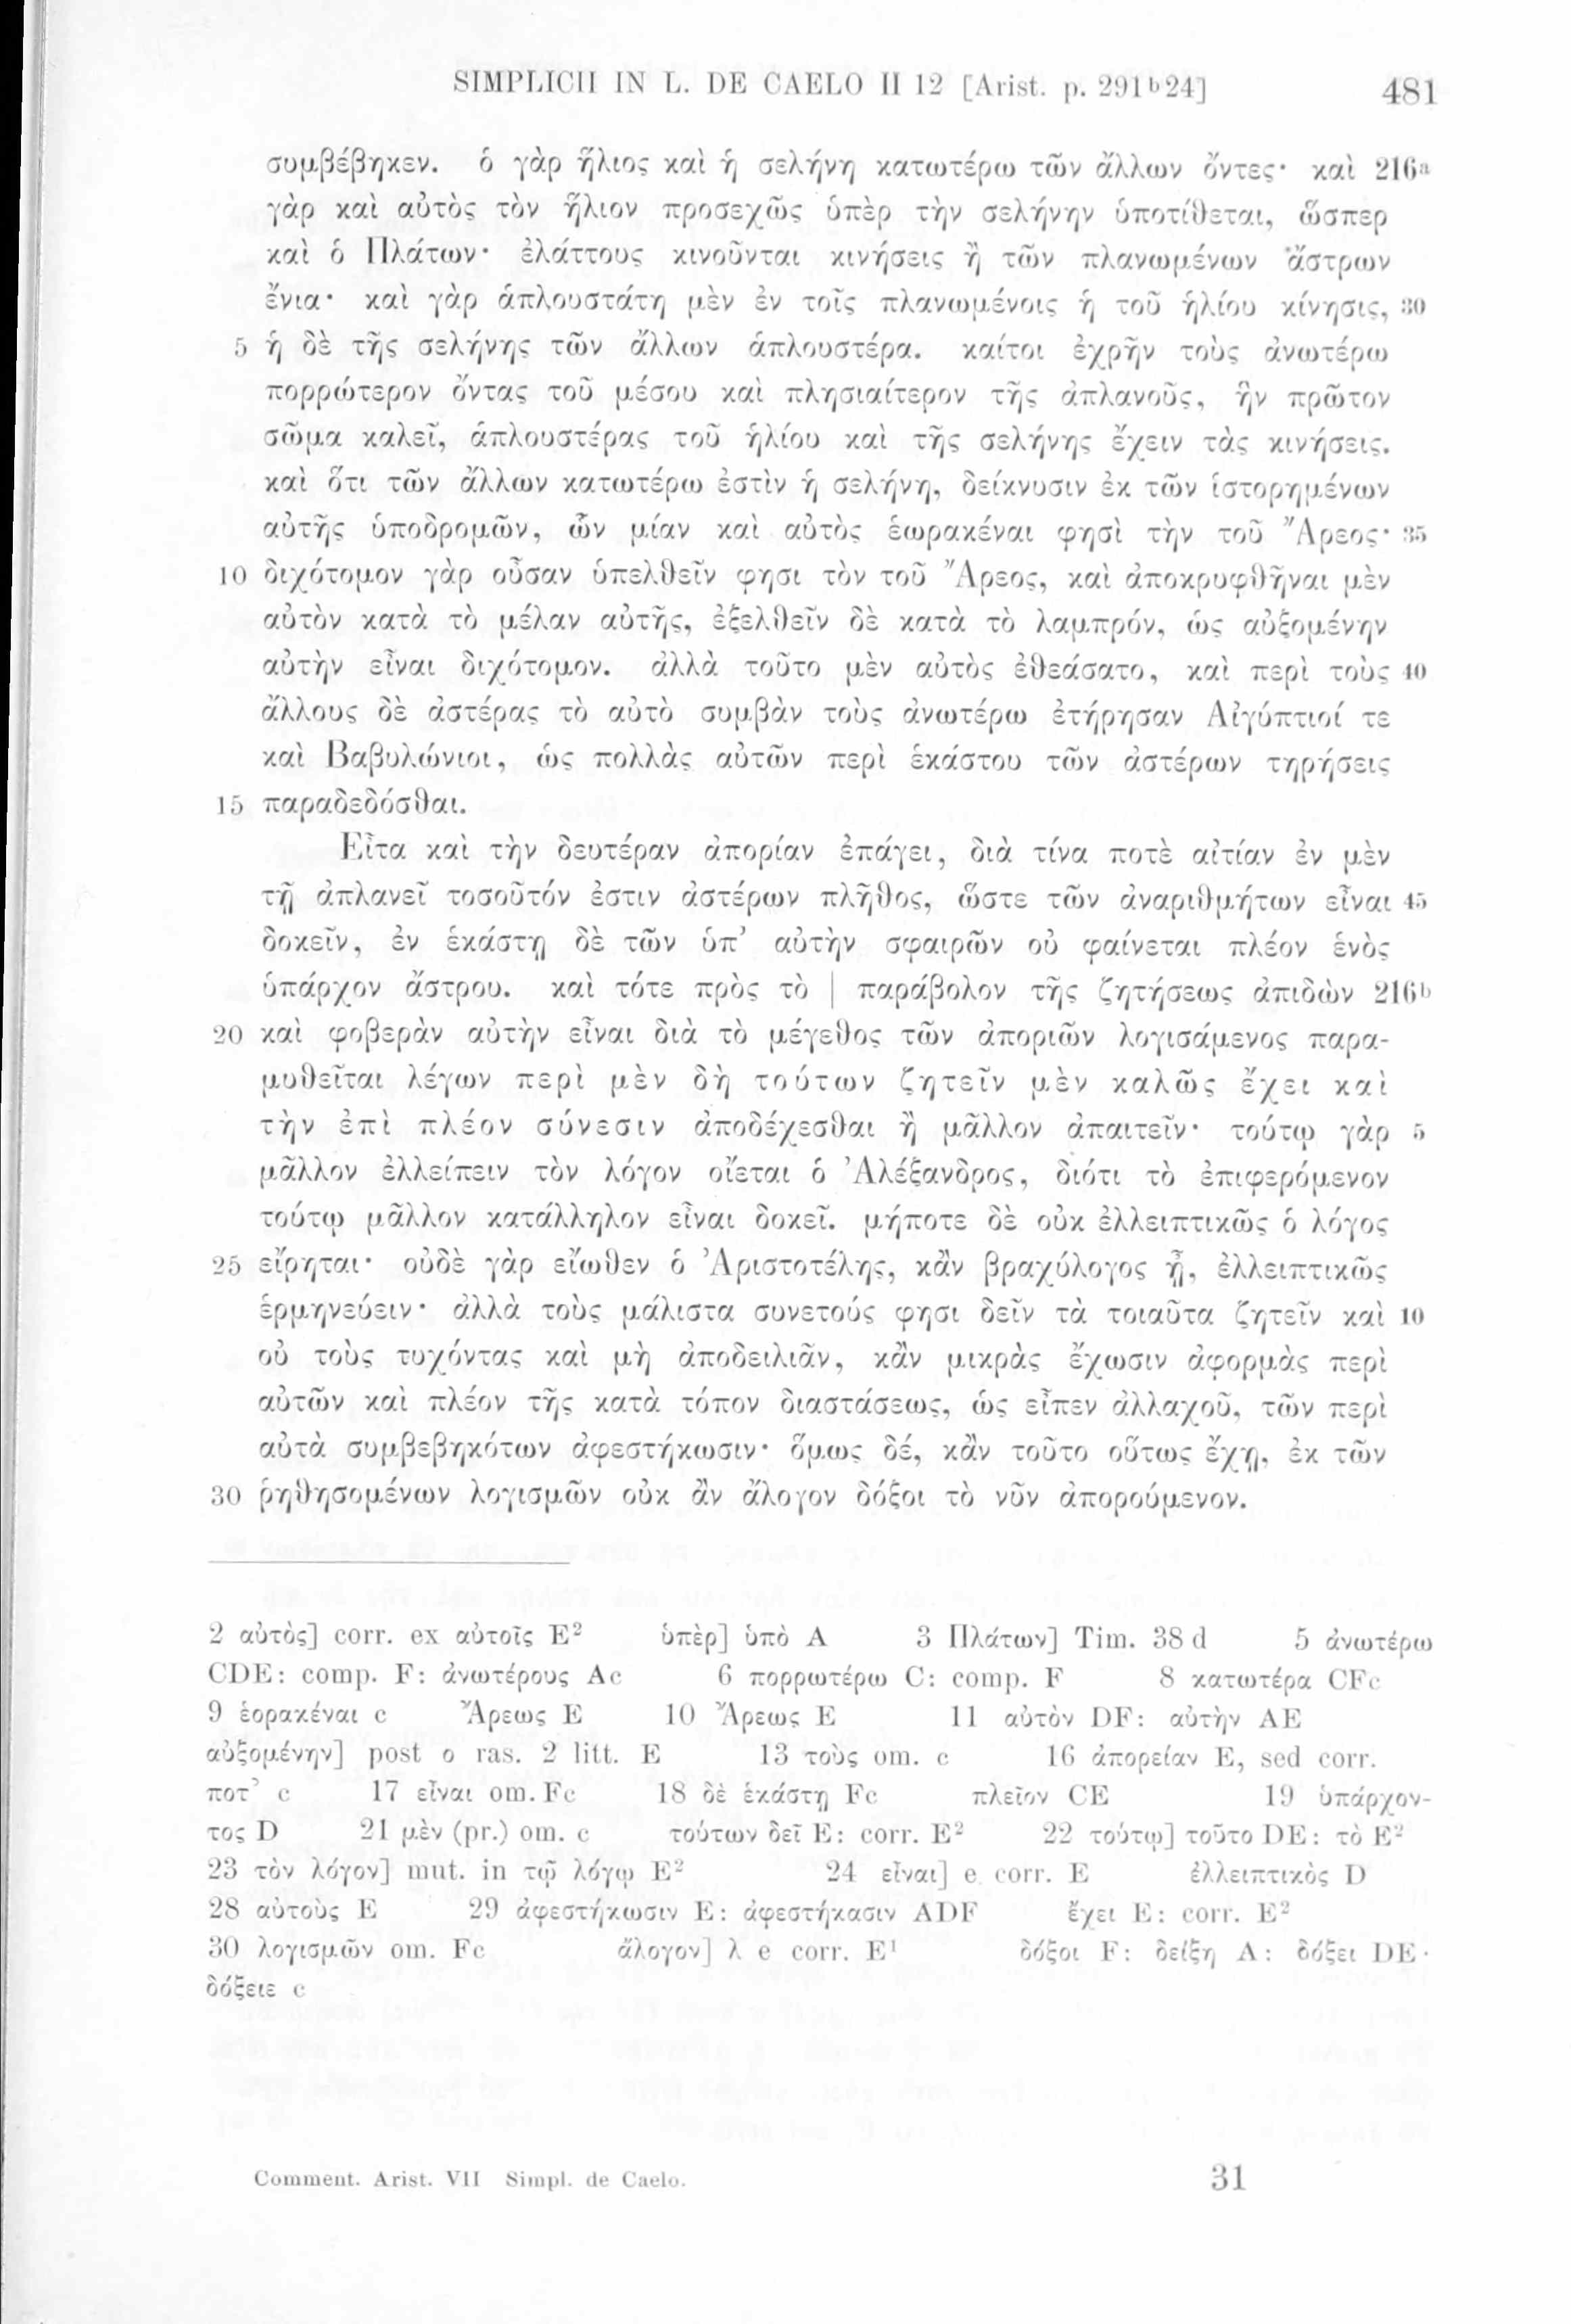 SIMPLICII IN L. DE CAELO II 12 [Arist. p. 291ᵇ24] 481
συμβέβηκεν. ὁ γὰρ ἥλιος καὶ ἡ σελήνη κατωτέρω τῶν ἄλλων ὄντες· καὶ 216ᵃ
γὰρ καὶ αὐτὸς τὸν ἥλιον προσεχῶς ὑπὲρ τὴν σελήνην ὑποτίθεται, ὥσπερ
καὶ ὁ Πλάτων· ἐλάττους κινοῦνται κινήσεις ἢ τῶν πλανωμένων ἄστρων
ἔνια· καὶ γὰρ ἁπλουστάτη μὲν ἐν τοῖς πλανωμένοις ἡ τοῦ ἡλίου κίνησις, 30
5 ἡ δὲ τῆς σελήνης τῶν ἄλλων ἁπλουστέρα. καίτοι ἐχρῆν τοὺς ἀνωτέρω
πορρώτερον ὄντας τοῦ μέσου καὶ πλησιαίτερον τῆς ἀπλανοῦς, ἣν πρῶτον
σῶμα καλεῖ, ἁπλουστέρας τοῦ ἡλίου καὶ τῆς σελήνης ἔχειν τὰς κινήσεις.
καὶ ὅτι τῶν ἄλλων κατωτέρω ἐστὶν ἡ σελήνη, δείκνυσιν ἐκ τῶν ἱστορημένων
αὐτῆς ὑποδρομῶν, ὧν μίαν καὶ αὐτὸς ἑωρακέναι φησὶ τὴν τοῦ Ἄρεος· 35
10 διχότομον γὰρ οὖσαν ὑπελθεῖν φησι τὸν τοῦ Ἄρεος, καὶ ἀποκρυφθῆναι μὲν
αὐτὸν κατὰ τὸ μέλαν αὐτῆς, ἐξελθεῖν δὲ κατὰ τὸ λαμπρόν, ὡς αὐξομένην
αὐτὴν εἶναι διχότομον. ἀλλὰ τοῦτο μὲν αὐτὸς ἐθεάσατο, καὶ περὶ τοὺς 40
ἄλλους δὲ ἀστέρας τὸ αὐτὸ συμβὰν τοὺς ἀνωτέρω ἐτήρησαν Αἰγύπτιοί τε
καὶ Βαβυλώνιοι, ὡς πολλὰς αὐτῶν περὶ ἑκάστου τῶν ἀστέρων τηρήσεις
15 παραδεδόσθαι.
Εἶτα καὶ τὴν δευτέραν ἀπορίαν ἐπάγει, διὰ τίνα ποτὲ αἰτίαν ἐν μὲν
τῇ ἀπλανεῖ τοσοῦτόν ἐστιν ἀστέρων πλῆθος, ὥστε τῶν ἀναριθμήτων εἶναι 45
δοκεῖν, ἐν ἑκάστῃ δὲ τῶν ὑπ' αὐτὴν σφαιρῶν οὐ φαίνεται πλέον ἑνὸς
ὑπάρχον ἄστρου. καὶ τότε πρὸς τὸ | παράβολον τῆς ζητήσεως ἀπιδὼν 216ᵇ
20 καὶ φοβερὰν αὐτὴν εἶναι διὰ τὸ μέγεθος τῶν ἀποριῶν λογισάμενος παρα-
μυθεῖται λέγων περὶ μὲν δὴ τούτων ζητεῖν μὲν καλῶς ἔχει καὶ
τὴν ἐπὶ πλέον σύνεσιν ἀποδέχεσθαι ἢ μᾶλλον ἀπαιτεῖν· τούτῳ γὰρ 5
μᾶλλον ἐλλείπειν τὸν λόγον οἴεται ὁ Ἀλέξανδρος, διότι τὸ ἐπιφερόμενον
τούτῳ μᾶλλον κατάλληλον εἶναι δοκεῖ. μήποτε δὲ οὐκ ἐλλειπτικῶς ὁ λόγος
25 εἴρηται· οὐδὲ γὰρ εἴωθεν ὁ Ἀριστοτέλης, κἂν βραχύλογος ᾖ, ἐλλειπτικῶς
ἑρμηνεύειν· ἀλλὰ τοὺς μάλιστα συνετούς φησι δεῖν τὰ τοιαῦτα ζητεῖν καὶ 10
οὐ τοὺς τυχόντας καὶ μὴ ἀποδειλιᾶν, κἂν μικρὰς ἔχωσιν ἀφορμὰς περὶ
αὐτῶν καὶ πλέον τῆς κατὰ τόπον διαστάσεως, ὡς εἶπεν ἀλλαχοῦ, τῶν περὶ
αὐτὰ συμβεβηκότων ἀφεστήκωσιν· ὅμως δέ, κἂν τοῦτο οὕτως ἔχῃ, ἐκ τῶν
30 ῥηθησομένων λογισμῶν οὐκ ἂν ἄλογον δόξοι τὸ νῦν ἀπορούμενον.
2 αὐτὸς] corr. ex αὐτοῖς E² ὑπὲρ] ὑπὸ A 3 Πλάτων] Tim. 38 d 5 ἀνωτέρω
CDE: comp. F: ἀνωτέρους Ac 6 πορρωτέρω C: comp. F 8 κατωτέρα CFc
9 ἑορακέναι c Ἄρεως E 10 Ἄρεως E 11 αὐτὸν DF: αὐτὴν AE
αὐξομένην] post ο ras. 2 litt. E 13 τοὺς om. c 16 ἀπορείαν E, sed corr.
ποτ' c 17 εἶναι om. Fc 18 δὲ ἑκάστῃ Fc πλεῖον CE 19 ὑπάρχον-
τος D 21 μὲν (pr.) om. c τούτων δεῖ E: corr. E² 22 τούτῳ] τοῦτο DE: τὸ E²
23 τὸν λόγον] mut. in τῷ λόγῳ E² 24 εἶναι] e corr. E ἐλλειπτικὸς D
28 αὐτοὺς E 29 ἀφεστήκωσιν E: ἀφεστήκασιν ADF ἔχει E: corr. E²
30 λογισμῶν om. Fc ἄλογον] λ e corr. E¹ δόξοι F: δείξῃ A: δόξει DE·
δόξειε c
Comment. Arist. VII Simpl. de Caelo. 31